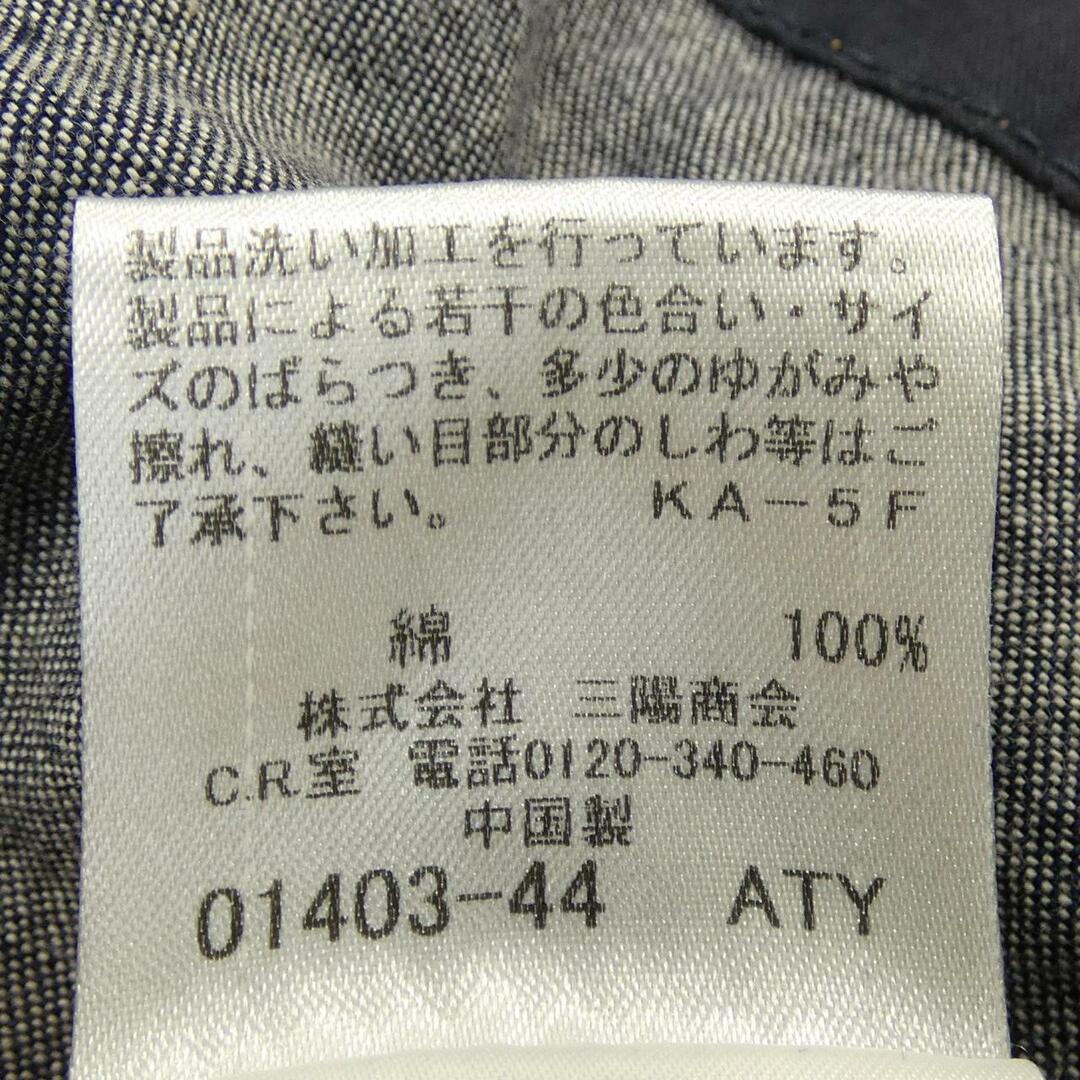 製品洗い加工を行っています。
製品による若干の色合い・サイ
ズのばらつき、多少のゆがみや
擦れ、縫い目部分のしわ等はご
了承下さい。 KA-5F
綿 100%
株式会社 三陽商会
C.R.室 電話0120-340-460
中国製
01403-44 ATY